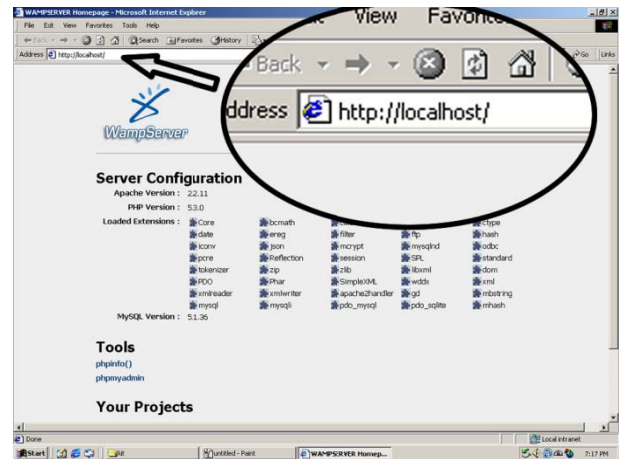 WAMPSERVER Homepage - Microsoft Internet Explorer
File Edit View Favorites Tools Help
Back Search Favorites History
Address http://localhost/ Go Links
View
Back
ddress http://localhost/
WampServer
Server Configuration
Apache Version : 2.2.11
PHP Version : 5.3.0
Loaded Extensions : Core bcmath ctype
date ereg filter ftp hash
iconv json mcrypt mysqlnd odbc
pcre Reflection session SPL standard
tokenizer zip zlib libxml dom
PDO Phar SimpleXML wddx xml
xmlreader xmlwriter apache2handler gd mbstring
mysql mysqli pdo_mysql pdo_sqlite mhash
MySQL Version : 5.1.36
Tools
phpinfo()
phpmyadmin
Your Projects
Done Local intranet
Start untitled - Paint WAMPSERVER Homep... 7:17 PM